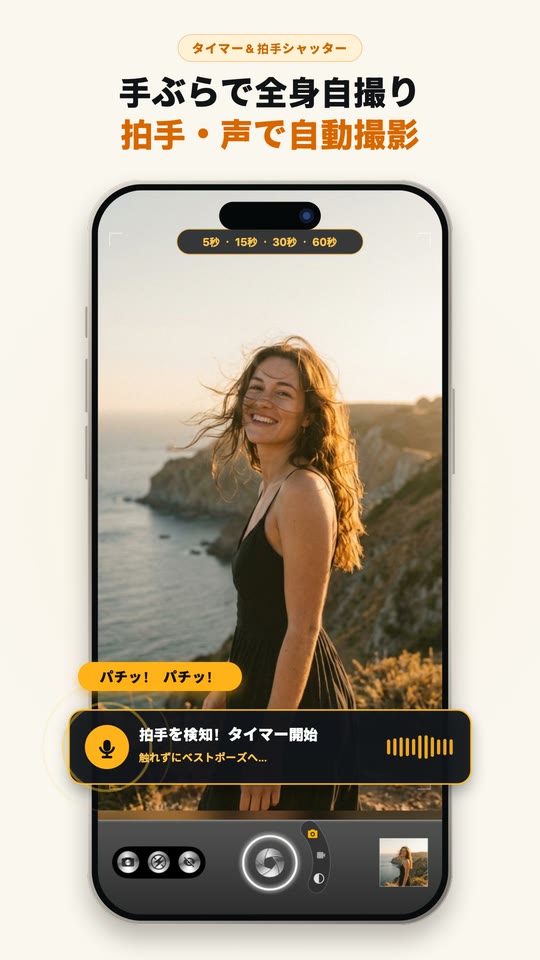 タイマー＆拍手シャッター
手ぶらで全身自撮り
拍手・声で自動撮影
5秒 · 15秒 · 30秒 · 60秒
パチッ！ パチッ！
拍手を検知！タイマー開始
触れずにベストポーズへ...